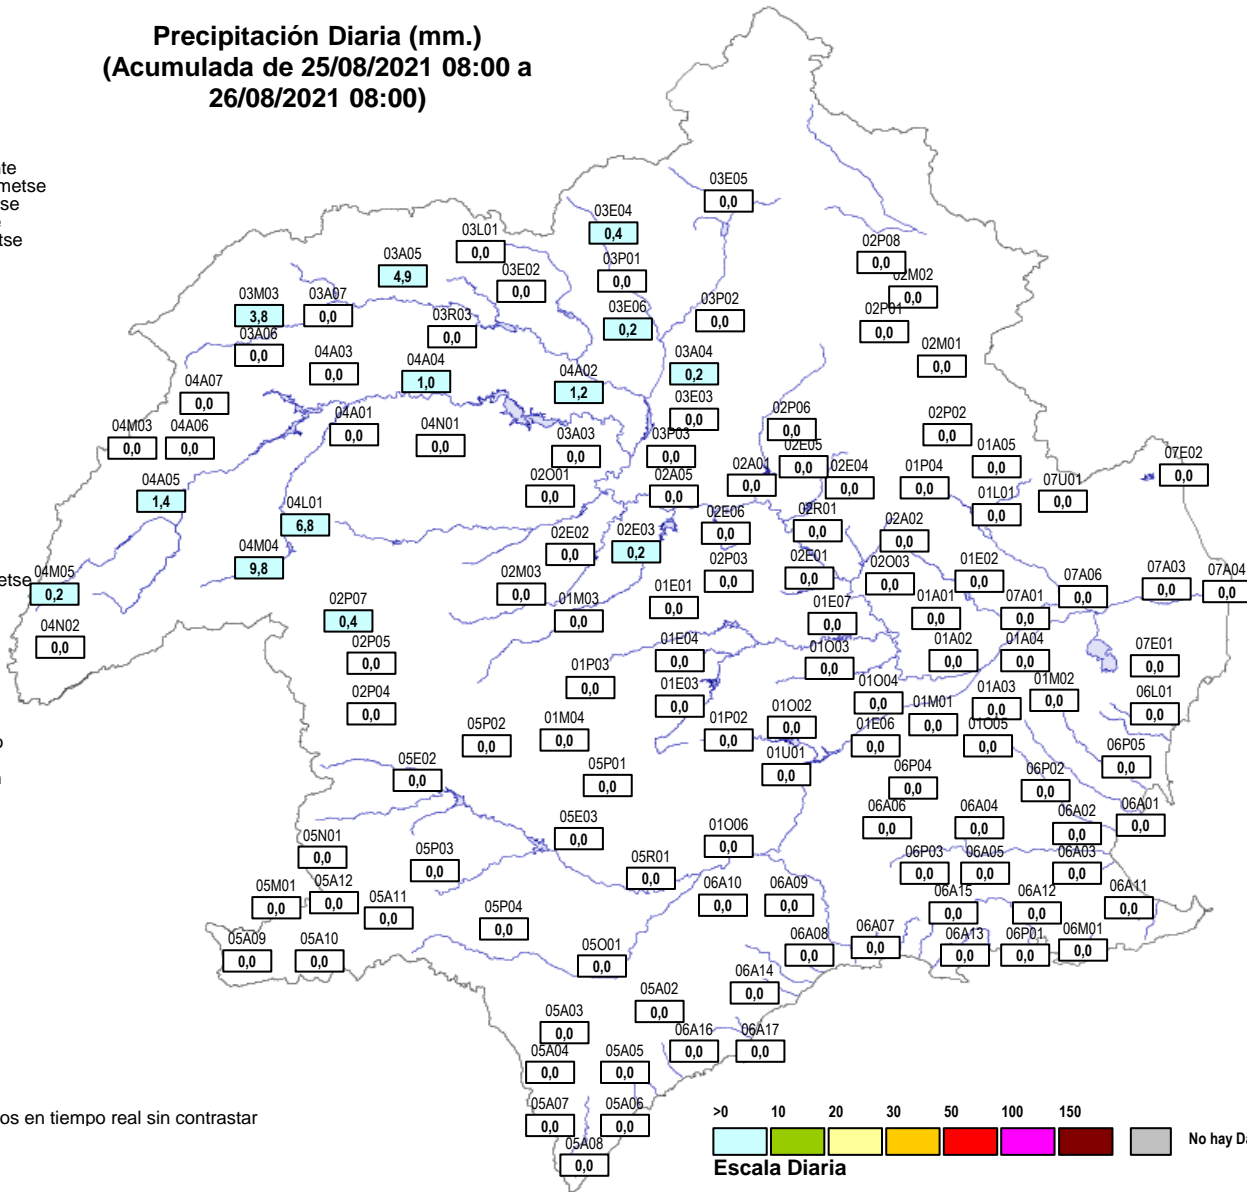 Precipitación Diaria (mm.)
(Acumulada de 25/08/2021 08:00 a
26/08/2021 08:00)
03E05
0,0
03E04
0,4
03L01
0,0
03A05
4,9
03P01
0,0
03E02
0,0
02P08
0,0
02M02
0,0
03M03
3,8
03A07
0,0
03R03
0,0
03E06
0,2
03P02
0,0
02P01
0,0
03A06
0,0
04A03
0,0
04A04
1,0
04A02
1,2
03A04
0,2
02M01
0,0
04A07
0,0
03E03
0,0
04M03
0,0
04A06
0,0
04A01
0,0
04N01
0,0
03A03
0,0
03P03
0,0
02P06
0,0
02E05
0,0
02P02
0,0
01A05
0,0
07E02
0,0
04A05
1,4
02O01
0,0
02A05
0,0
02A01
0,0
02E04
0,0
01P04
0,0
01L01
0,0
07U01
0,0
04L01
6,8
02E06
0,0
02R01
0,0
02A02
0,0
04M04
9,8
02E02
0,0
02E03
0,2
04M05
0,2
02M03
0,0
01M03
0,0
01E01
0,0
02P03
0,0
02E01
0,0
02O03
0,0
01E02
0,0
07A06
0,0
07A03
0,0
07A04
0,0
04N02
0,0
02P07
0,4
01E07
0,0
01A01
0,0
07A01
0,0
02P05
0,0
01E04
0,0
01O03
0,0
01A02
0,0
01A04
0,0
07E01
0,0
02P04
0,0
01P03
0,0
01E03
0,0
01O04
0,0
01M01
0,0
01A03
0,0
01M02
0,0
06L01
0,0
05P02
0,0
01M04
0,0
01P02
0,0
01O02
0,0
01E06
0,0
01O05
0,0
05E02
0,0
05P01
0,0
01U01
0,0
06P04
0,0
06P02
0,0
06P05
0,0
05E03
0,0
01O06
0,0
06A06
0,0
06A04
0,0
06A02
0,0
06A01
0,0
05N01
0,0
05P03
0,0
05R01
0,0
06P03
0,0
06A05
0,0
06A03
0,0
05M01
0,0
05A12
0,0
05A11
0,0
05P04
0,0
06A10
0,0
06A09
0,0
06A15
0,0
06A12
0,0
06A11
0,0
05A09
0,0
05A10
0,0
05O01
0,0
06A08
0,0
06A07
0,0
06A13
0,0
06P01
0,0
06M01
0,0
05A03
0,0
05A02
0,0
06A14
0,0
05A04
0,0
05A05
0,0
06A16
0,0
06A17
0,0
05A07
0,0
05A06
0,0
05A08
0,0
os en tiempo real sin contrastar
>0 10 20 30 50 100 150
No hay Da
Escala Diaria